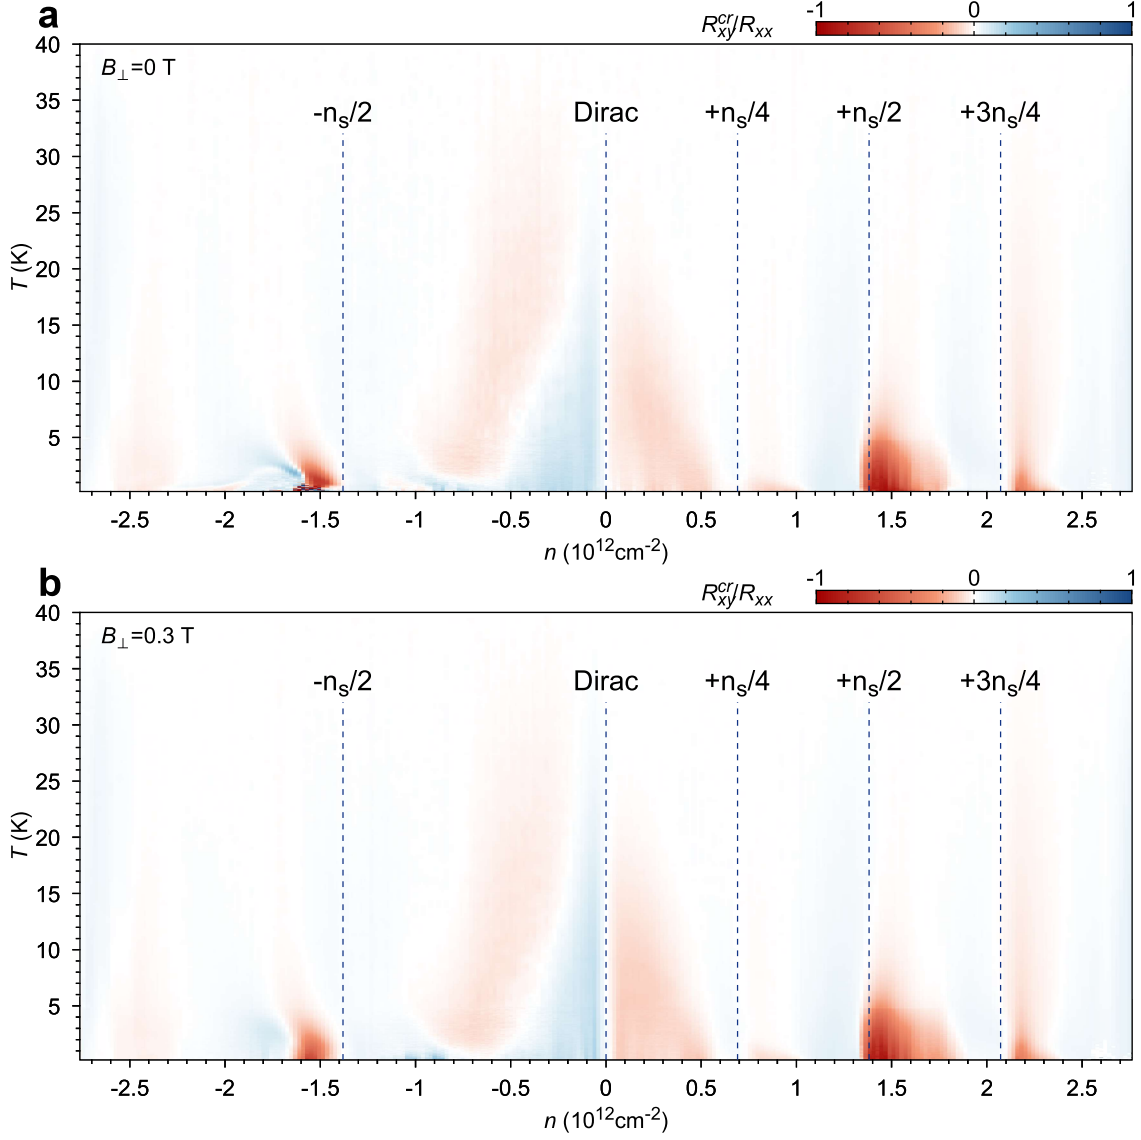 a
R_xy^cr/R_xx
-1 0 1
B⊥=0 T
-n_s/2 Dirac +n_s/4 +n_s/2 +3n_s/4
40
35
30
25
20
15
10
5
T (K)
-2.5 -2 -1.5 -1 -0.5 0 0.5 1 1.5 2 2.5
n (10^12cm^-2)
b
R_xy^cr/R_xx
-1 0 1
B⊥=0.3 T
-n_s/2 Dirac +n_s/4 +n_s/2 +3n_s/4
40
35
30
25
20
15
10
5
T (K)
-2.5 -2 -1.5 -1 -0.5 0 0.5 1 1.5 2 2.5
n (10^12cm^-2)